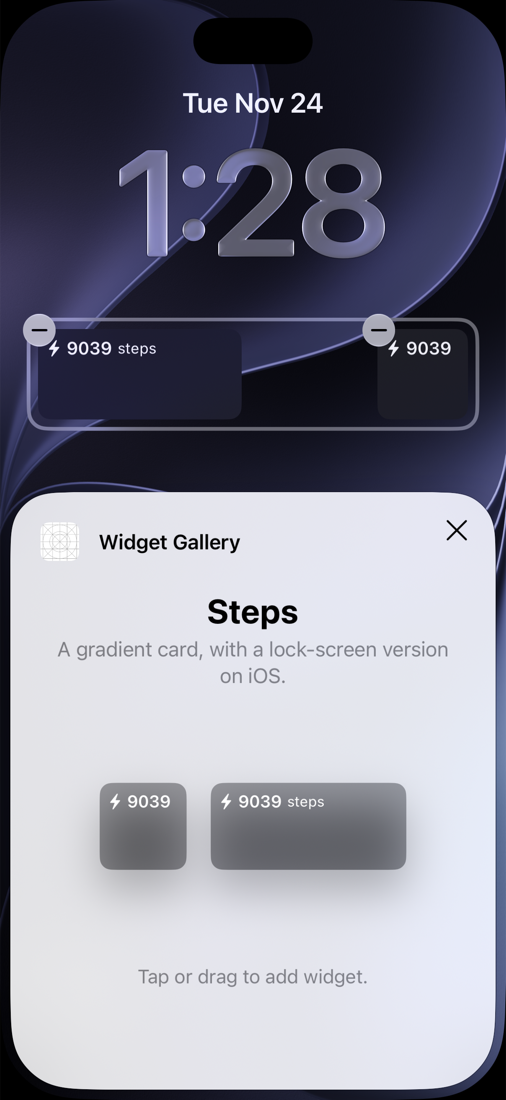 Tue Nov 24
1:28
9039 steps
9039
Widget Gallery
Steps
A gradient card, with a lock-screen version
on iOS.
9039
9039 steps
Tap or drag to add widget.